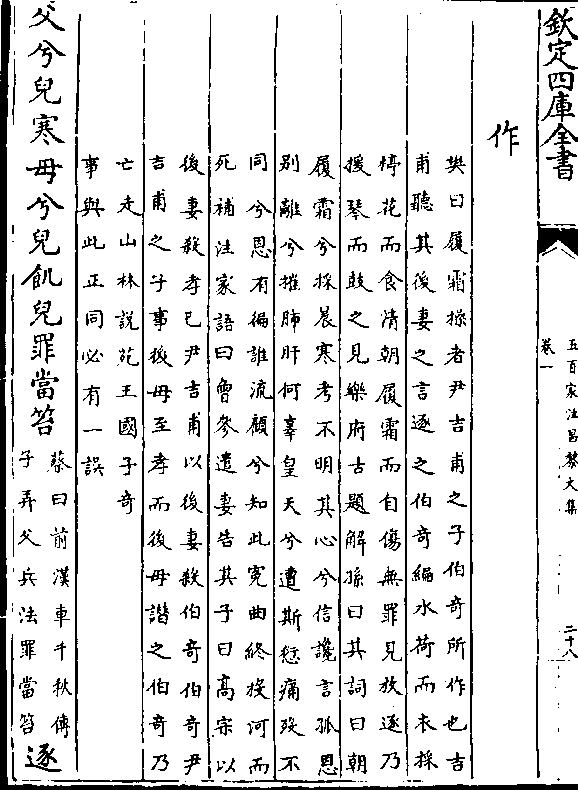 欽定四庫全書
五百家注昌黎文集
卷一
二十八
作
樊曰履霜操者尹吉甫之子伯奇所作也吉
甫聽其後妻之言逐之伯奇編水荷而衣採
楟花而食清朝履霜而自傷無罪見放逐乃
援琴而鼓之見樂府古題解孫曰其詞曰朝
履霜兮採晨寒考不明其心兮信讒言孤恩
别離兮摧肺肝何辜皇天兮遭斯愆痛殁不
同兮恩有偏誰流顧兮知此寃曲終投河而
死補注家語曰曾參遣妻告其子曰髙宗以
後妻殺孝已尹吉甫以後妻殺伯奇伯奇尹
吉甫之子事後母至孝而後母譖之伯奇乃
亡走山林說苑王國子奇
事與此正同必有一誤
父兮兒寒母兮兒飢兒罪當笞
蔡曰前漢車千秋傳
子弄父兵法罪當笞
逐